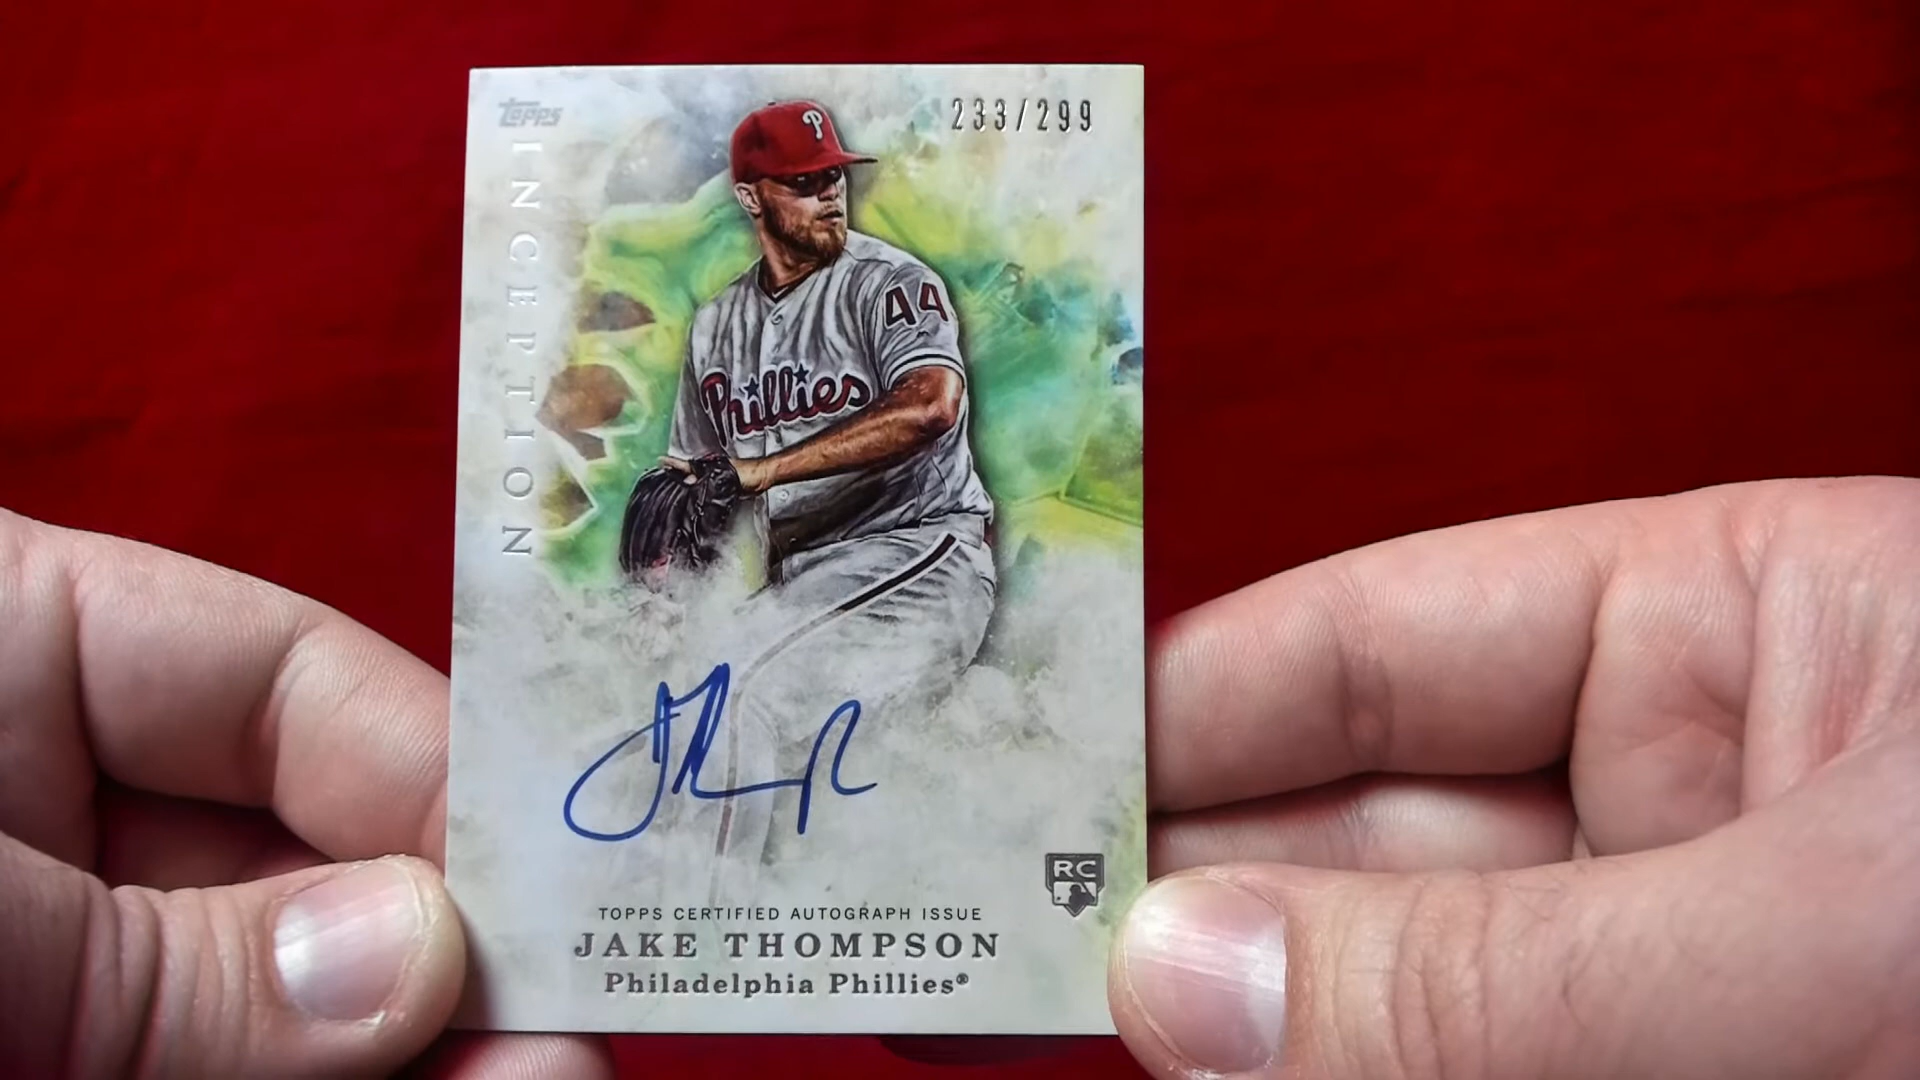 Topps
233/299
INCEPTION
P
44
Phillies
TOPPS CERTIFIED AUTOGRAPH ISSUE
RC
JAKE THOMPSON
Philadelphia Phillies®